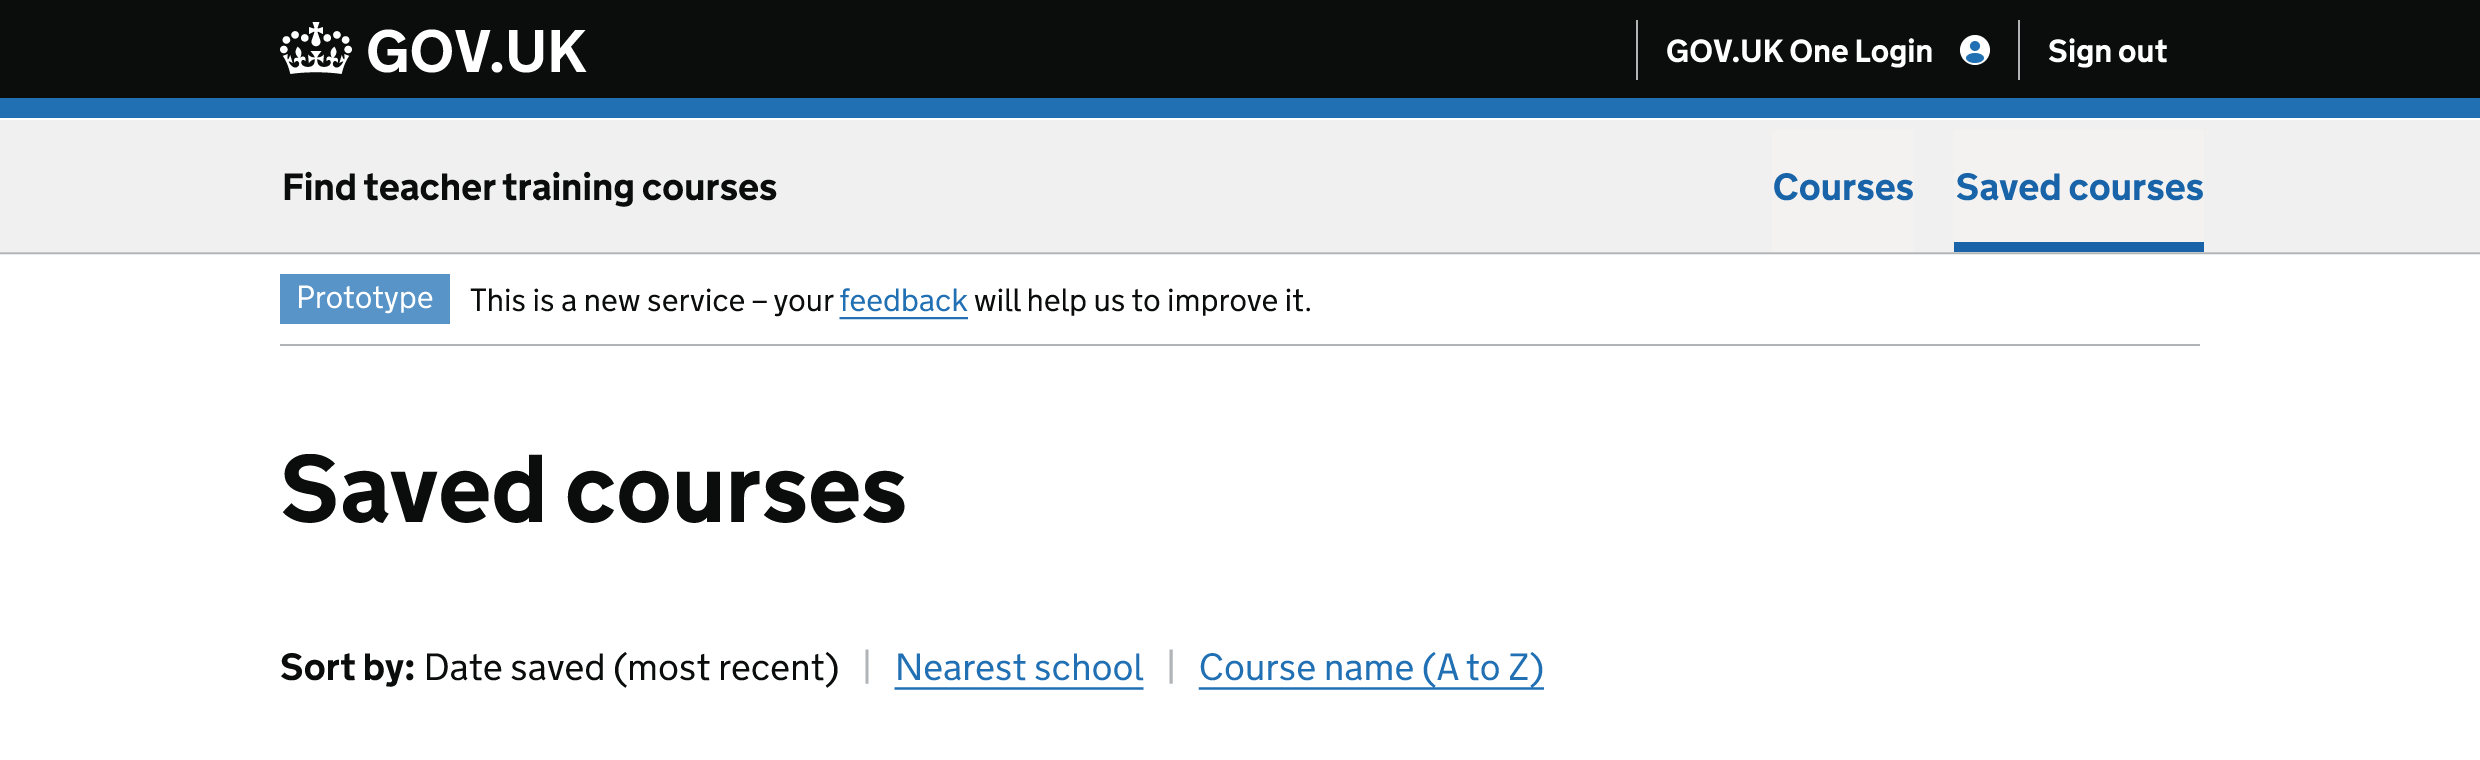 GOV.UK GOV.UK One Login Sign out
Find teacher training courses Courses Saved courses
Prototype This is a new service – your feedback will help us to improve it.
Saved courses
Sort by: Date saved (most recent) | Nearest school | Course name (A to Z)